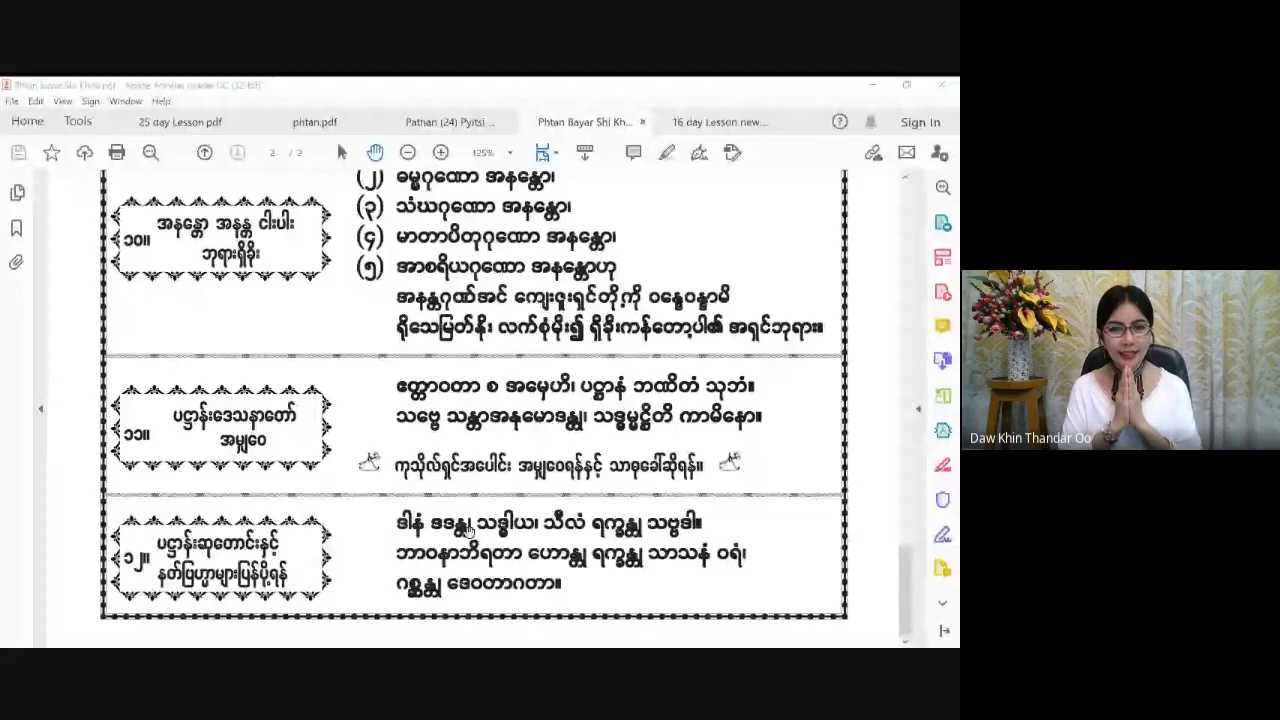 File Edit View Sign Window Help
Home Tools 25 day Lesson.pdf phtan.pdf Patnan (24) Pyitsi ... Phtan Bayar Shi Kh... × 16 day Lesson new... Sign In
2 / 2 125%
(၂) ဓမ္မဂုဏော အနန္တော၊
(၃) သံဃဂုဏော အနန္တော၊
(၄) မာတာပိတုဂုဏော အနန္တော၊
(၅) အာစရိယဂုဏော အနန္တောဟု
အနန္တဂုဏ်အင် ကျေးဇူးရှင်တို့ကို ဝန္ဒေဝန္ဒာမိ
ရိုသေမြတ်နိုး လက်စုံမိုး၍ ရှိခိုးကန်တော့ပါ၏ အရှင်ဘုရား။
၁၀။ အနန္တော အနန္တ ငါးပါး
ဘုရားရှိခိုး
ဧတ္တာဝတာ စ အမှေဟိ၊ ပဋ္ဌာနံ ဘဏိတံ သုဘံ။
သဗ္ဗေ သန္တာအနုမောဒန္တု၊ သဒ္ဓမ္မဋ္ဌိတိ ကာမိနော။
ကုသိုလ်ရှင်အပေါင်း အမျှဝေရန်နှင့် သာဓုခေါ်ဆိုရန်။
၁၁။ ပဋ္ဌာန်းဒေသနာတော်
အမျှဝေ
ဒါနံ ဒဒန္တု သဒ္ဓါယ၊ သီလံ ရက္ခန္တု သဗ္ဗဒါ။
ဘာဝနာဘိရတာ ဟောန္တု ရက္ခန္တု သာသနံ ဝရံ၊
ဂစ္ဆန္တု ဒေဝတာဂတာ။
၁၂။ ပဋ္ဌာန်းဆုတောင်းနှင့်
နတ်ဗြဟ္မာများပြန်ပို့ရန်
Daw Khin Thandar Oo